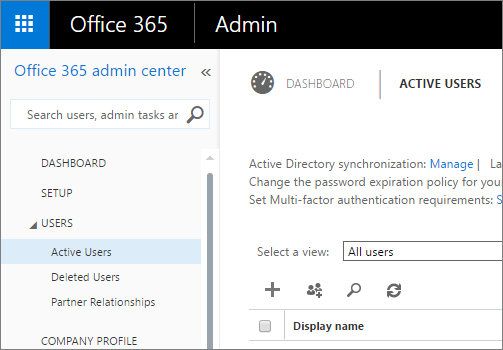 Office 365 Admin
Office 365 admin center «
Search users, admin tasks ar
DASHBOARD
SETUP
USERS
Active Users
Deleted Users
Partner Relationships
COMPANY PROFILE
DASHBOARD ACTIVE USERS
Active Directory synchronization: Manage | La
Change the password expiration policy for your
Set Multi-factor authentication requirements: S
Select a view: All users
Display name